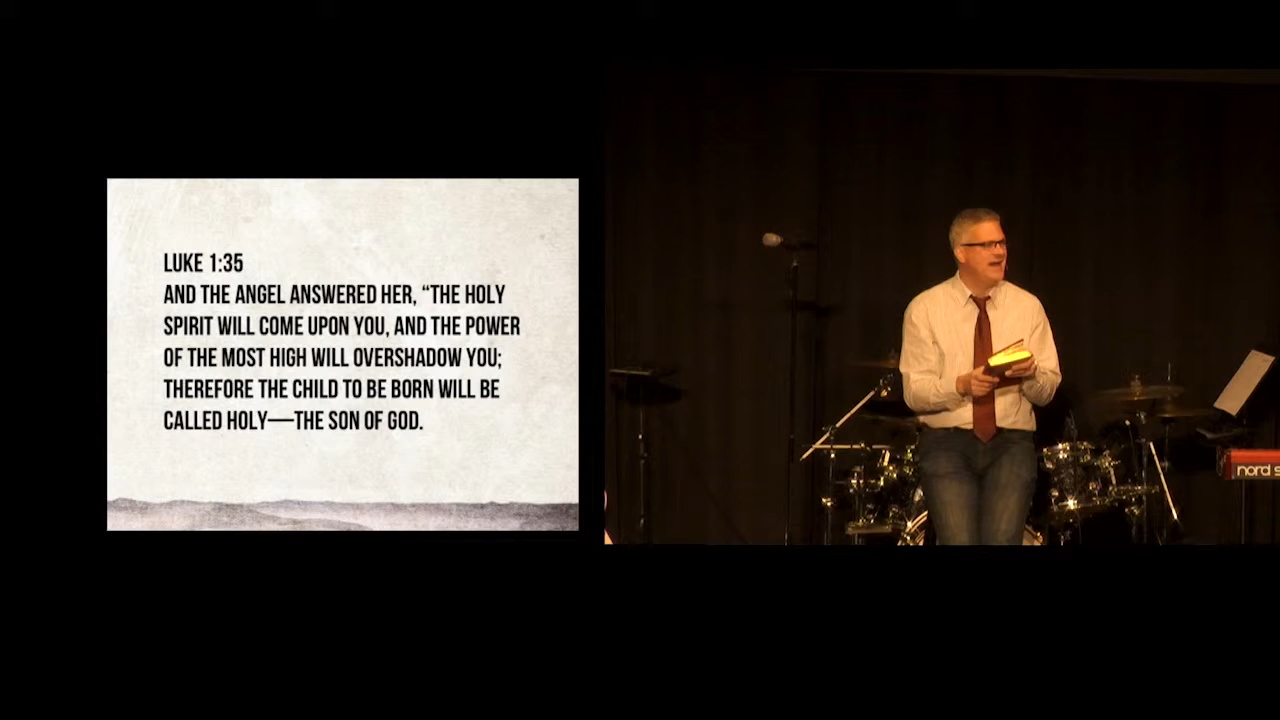 LUKE 1:35
AND THE ANGEL ANSWERED HER, “THE HOLY
SPIRIT WILL COME UPON YOU, AND THE POWER
OF THE MOST HIGH WILL OVERSHADOW YOU;
THEREFORE THE CHILD TO BE BORN WILL BE
CALLED HOLY—THE SON OF GOD.
nord s